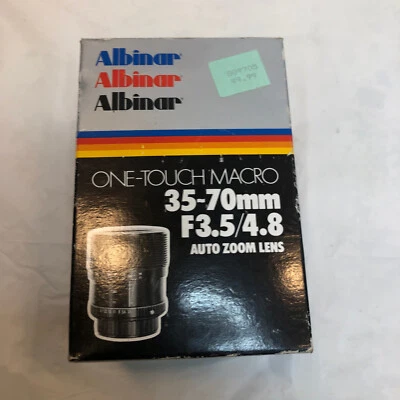 Albinar
Albinar
Albinar
ONE-TOUCH MACRO
35-70mm
F3.5/4.8
AUTO ZOOM LENS